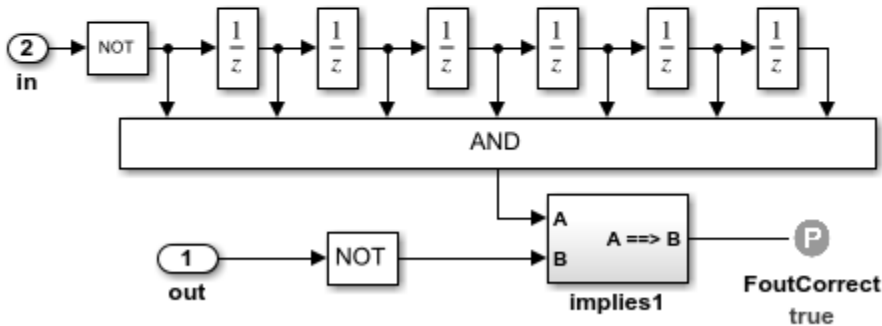 2
in
NOT
1
z
1
z
1
z
1
z
1
z
1
z
AND
1
out
NOT
A
B
A ==> B
implies1
P
FoutCorrect
true